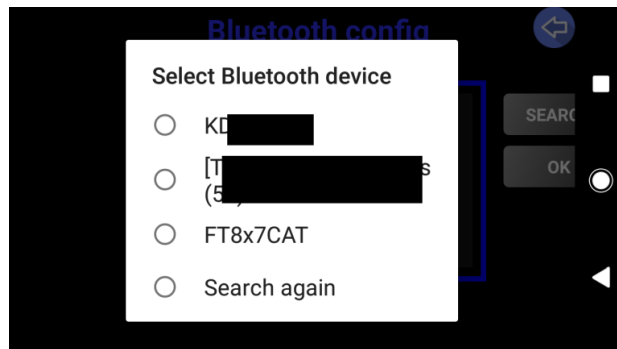 Bluetooth config
Select Bluetooth device
SEARC
KD
[T s
(5
OK
FT8x7CAT
Search again